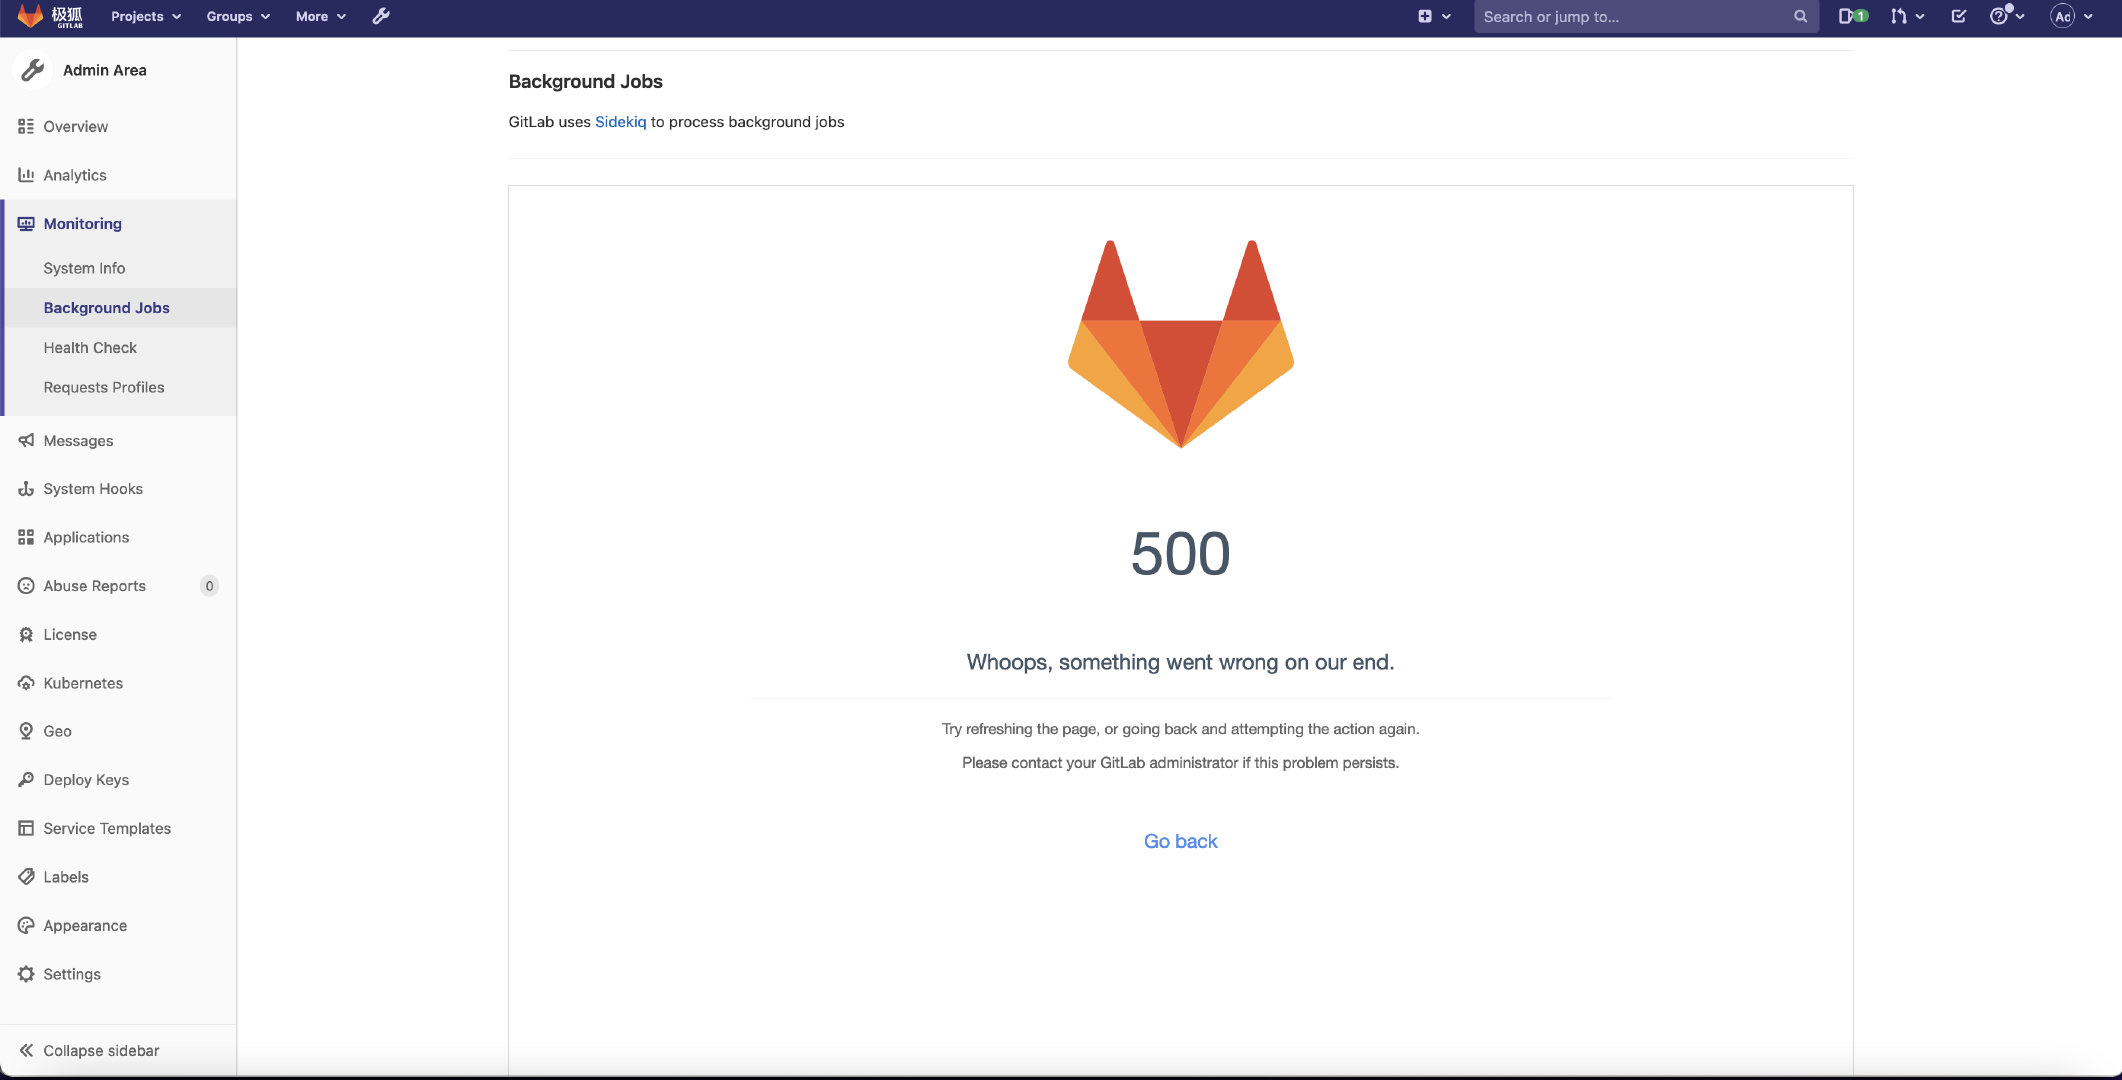 极狐
GITLAB
Projects
Groups
More
Search or jump to...
1
Ad
Admin Area
Overview
Analytics
Monitoring
System Info
Background Jobs
Health Check
Requests Profiles
Messages
System Hooks
Applications
Abuse Reports 0
License
Kubernetes
Geo
Deploy Keys
Service Templates
Labels
Appearance
Settings
Collapse sidebar
Background Jobs
GitLab uses Sidekiq to process background jobs
500
Whoops, something went wrong on our end.
Try refreshing the page, or going back and attempting the action again.
Please contact your GitLab administrator if this problem persists.
Go back